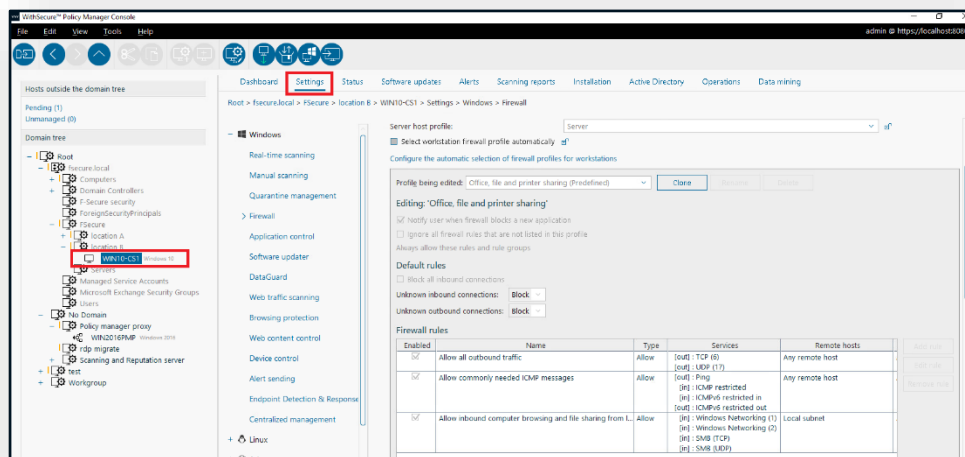 WithSecure™ Policy Manager Console
File Edit View Tools Help
admin @ https://localhost:8080
Hosts outside the domain tree
Pending (1)
Unmanaged (0)
Domain tree
Root
fsecure.local
Computers
Domain Controllers
F-Secure security
ForeignSecurityPrincipals
FSecure
location A
location B
WIN10-CS1 Windows 10
Servers
Managed Service Accounts
Microsoft Exchange Security Groups
Users
No Domain
Policy manager proxy
WIN2016PMP Windows 2019
rdp migrate
Scanning and Reputation server
test
Workgroup
Dashboard Settings Status Software updates Alerts Scanning reports Installation Active Directory Operations Data mining
Root > fsecure.local > FSecure > location B > WIN10-CS1 > Settings > Windows > Firewall
Windows
Real-time scanning
Manual scanning
Quarantine management
Firewall
Application control
Software updater
DataGuard
Web traffic scanning
Browsing protection
Web content control
Device control
Alert sending
Endpoint Detection & Response
Centralized management
Linux
Server host profile: Server
Select workstation firewall profile automatically
Configure the automatic selection of firewall profiles for workstations
Profile being edited: Office, file and printer sharing (Predefined) Clone Rename Delete
Editing: "Office, file and printer sharing"
Notify user when firewall blocks a new application
Ignore all firewall rules that are not listed in this profile
Always allow these rules and rule groups
Default rules
Block all inbound connections
Unknown inbound connections: Block
Unknown outbound connections: Block
Firewall rules
Enabled Name Type Services Remote hosts
Allow all outbound traffic Allow [out] : TCP (6) Any remote host
[out] : UDP (17)
Allow commonly needed ICMP messages Allow [out] : Ping Any remote host
[in] : ICMP restricted
[in] : ICMPv6 restricted in
[out] : ICMPv6 restricted out
Allow inbound computer browsing and file sharing from l... Allow [in] : Windows Networking (1) Local subnet
[in] : Windows Networking (2)
[in] : SMB (TCP)
[in] : SMB (UDP)
Add rule
Edit rule
Remove rule